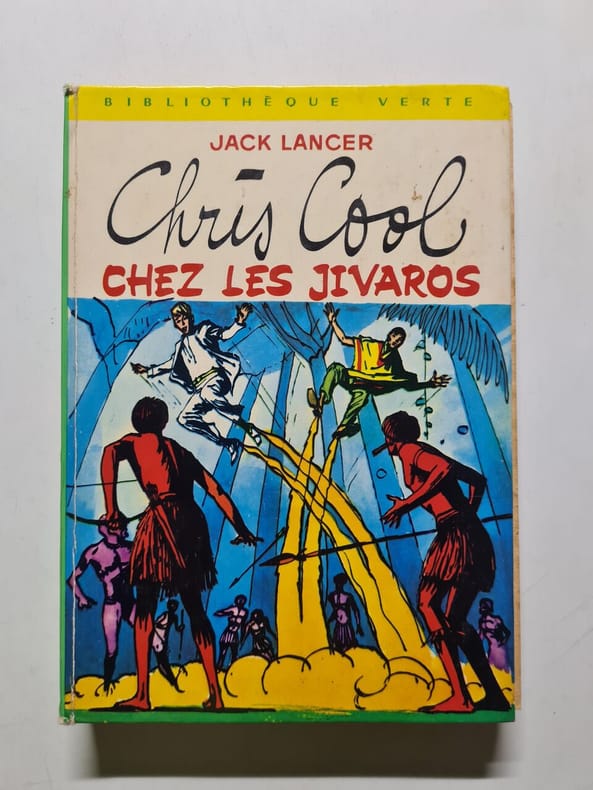 BIBLIOTHÈQUE VERTE
JACK LANCER
Chris Cool
CHEZ LES JIVAROS